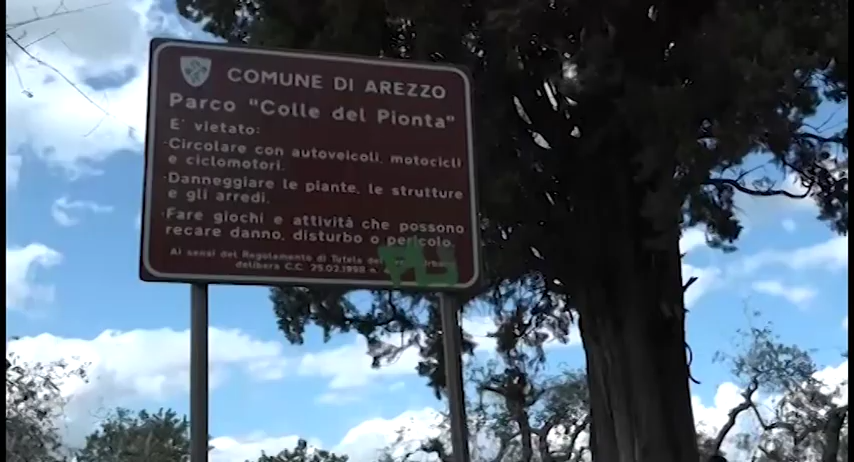 COMUNE DI AREZZO
Parco "Colle del Pionta"
E' vietato:
-Circolare con autoveicoli, motocicli
e ciclomotori.
-Danneggiare le piante, le strutture
e gli arredi.
-Fare giochi e attività che possono
recare danno, disturbo o pericolo.
Ai sensi del Regolamento di Tutela del
delibera C.C. 25.02.1998 n.